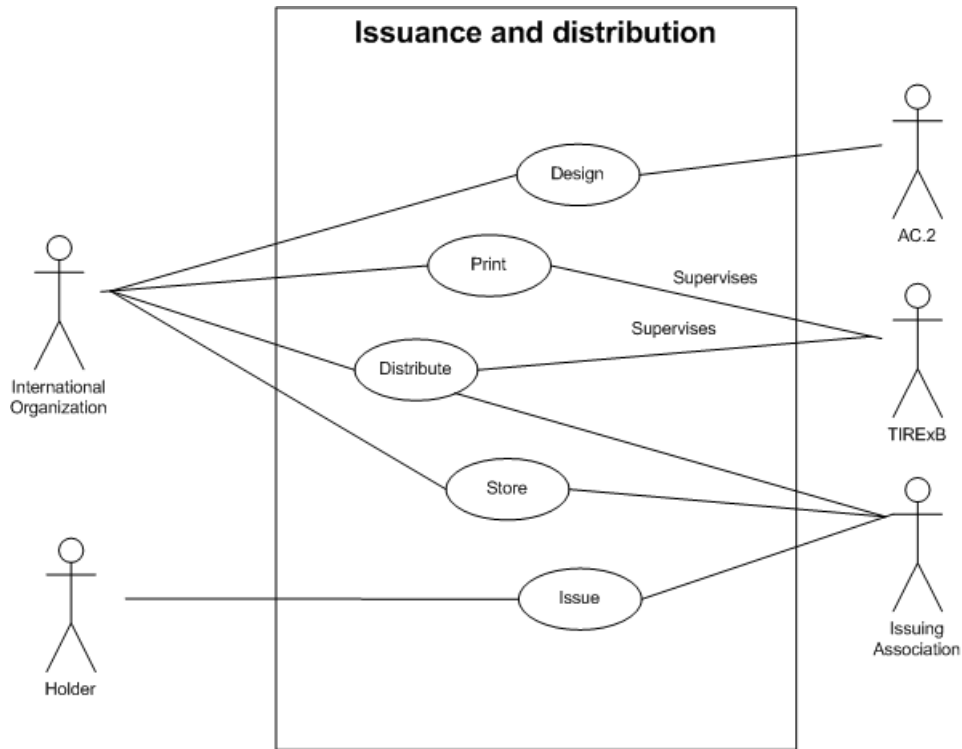 Issuance and distribution
Design
AC.2
Print
Supervises
Supervises
International
Organization
Distribute
TIRExB
Store
Issue
Issuing
Association
Holder